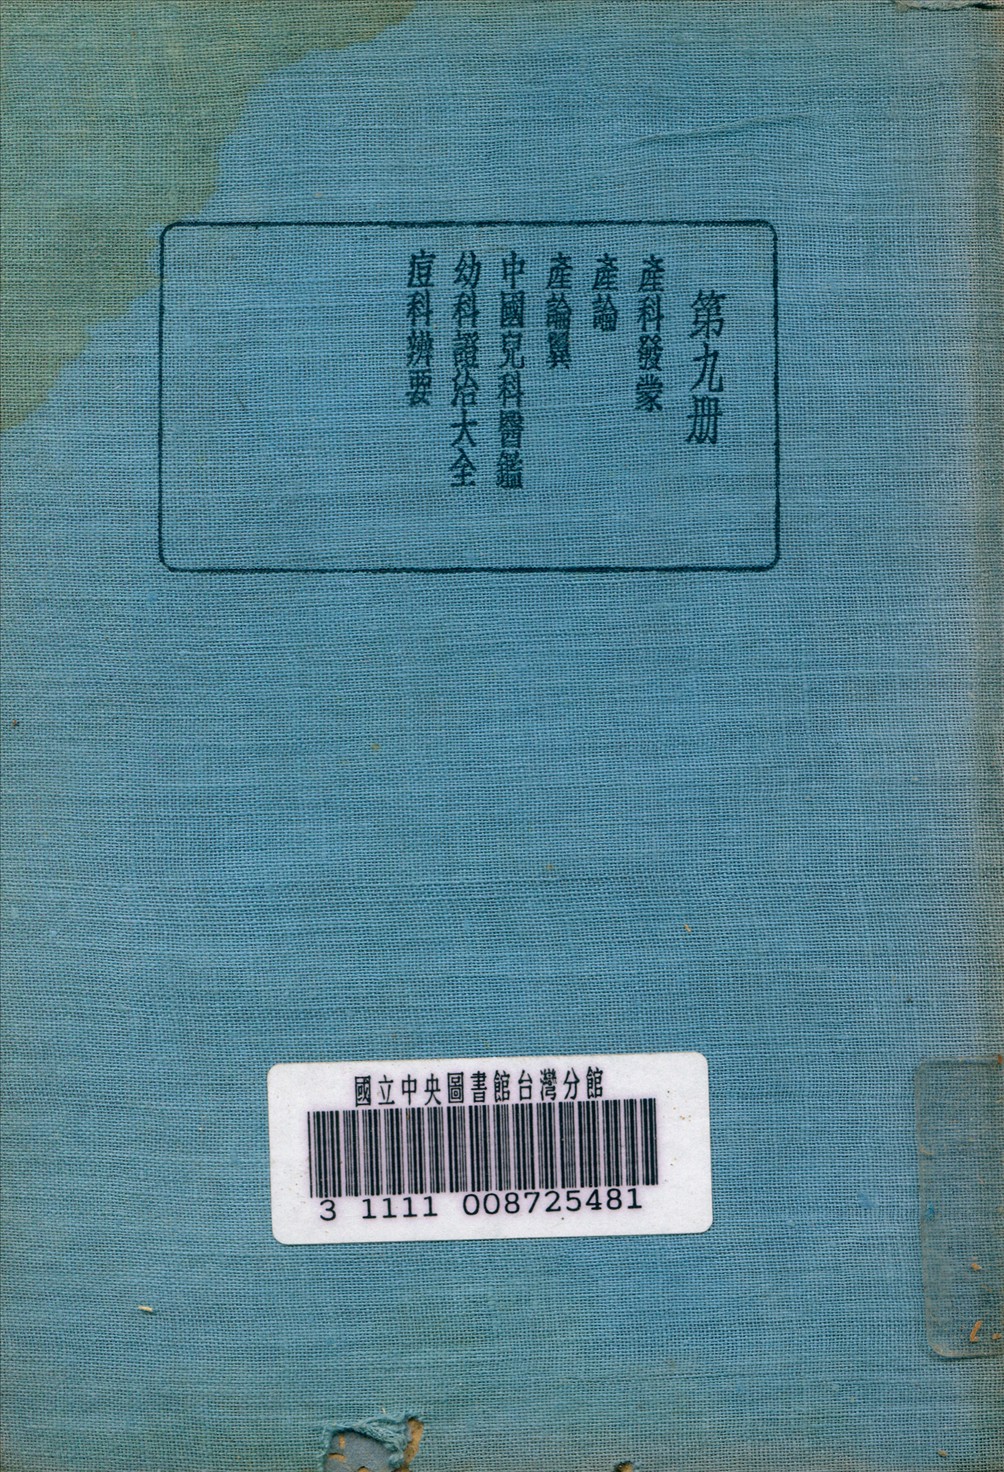 第九册
產科發蒙
產論
產論翼
中國兒科醫鑑
幼科證治大全
痘科辨要
國立中央圖書館台灣分館
3 1111 008725481